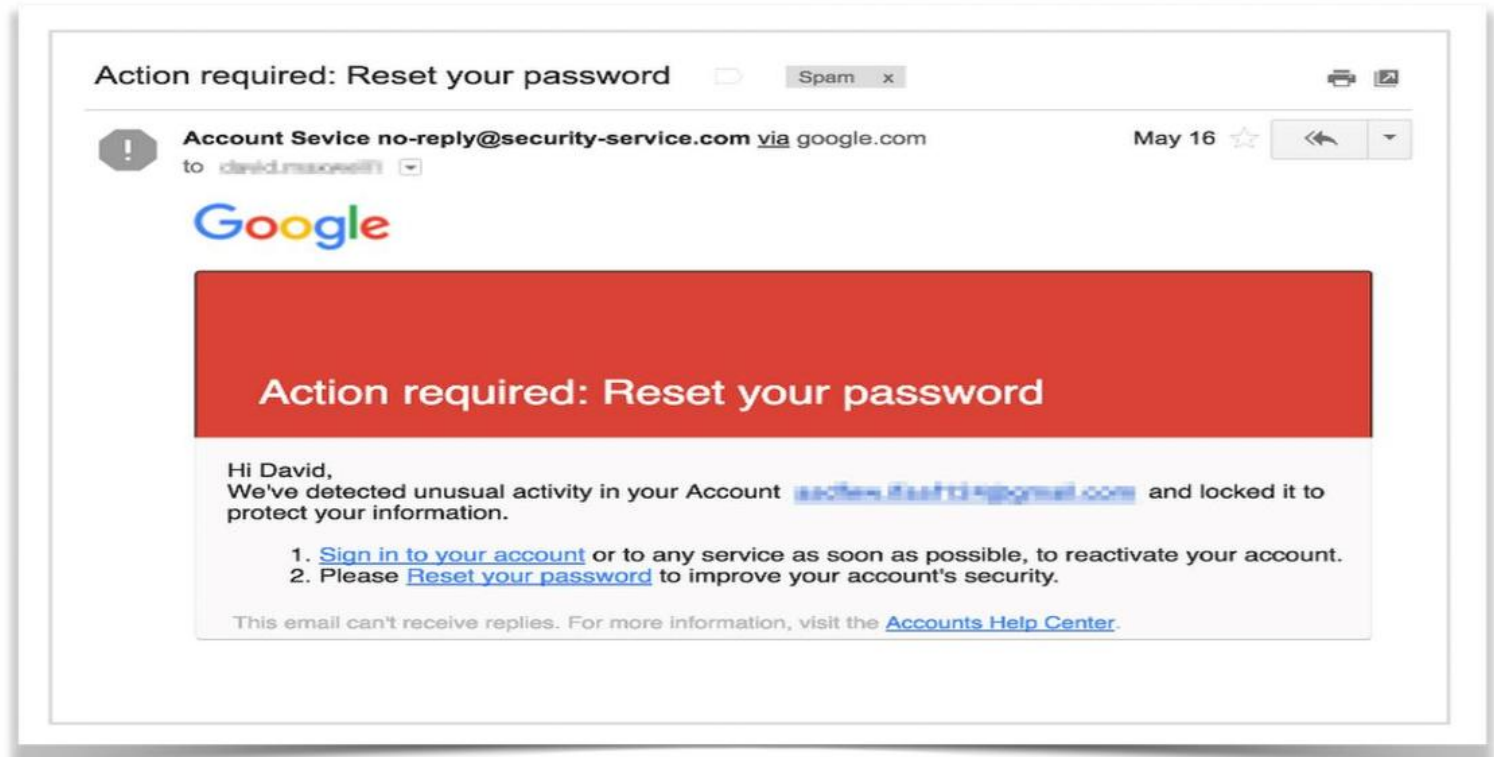 Action required: Reset your password Spam x
Account Sevice no-reply@security-service.com via google.com May 16
to
Google
Action required: Reset your password
Hi David,
We've detected unusual activity in your Account and locked it to
protect your information.
1. Sign in to your account or to any service as soon as possible, to reactivate your account.
2. Please Reset your password to improve your account's security.
This email can't receive replies. For more information, visit the Accounts Help Center.